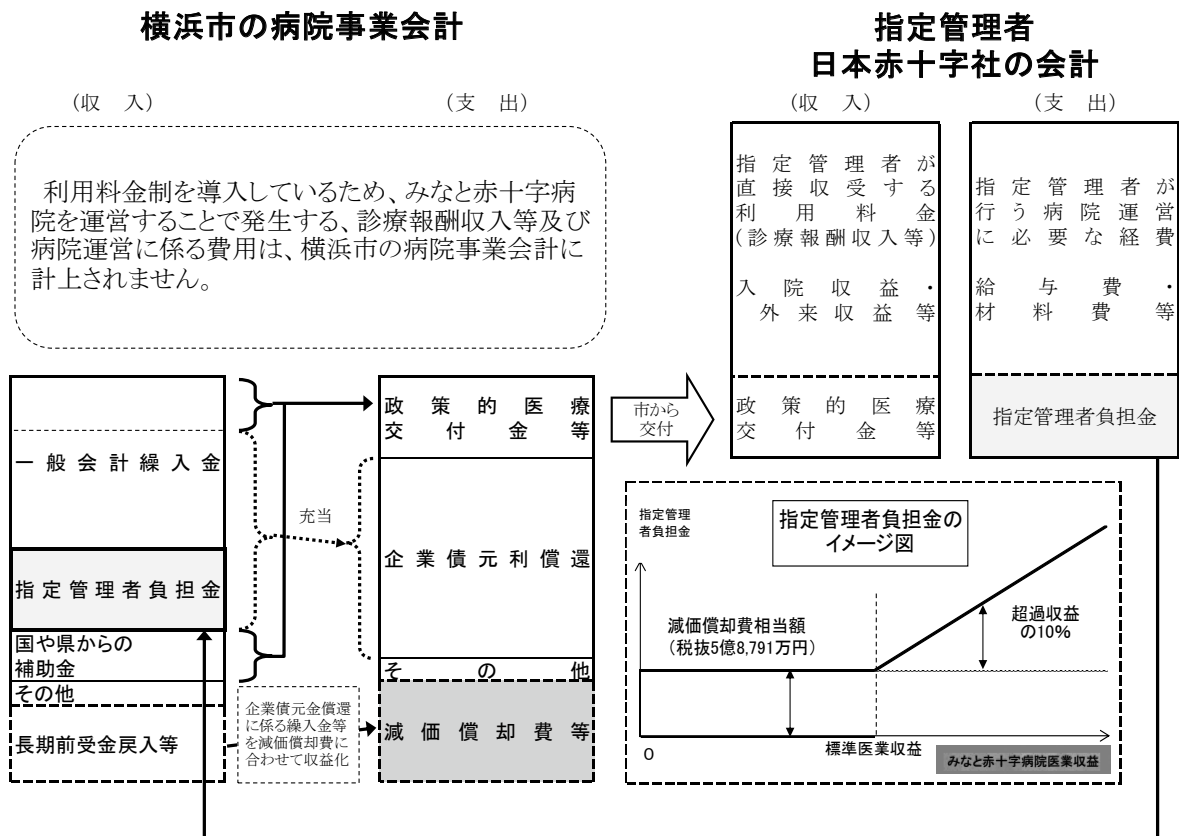 横浜市の病院事業会計
指定管理者
日本赤十字社の会計
（収　入）
（支　出）
（収　入）
（支　出）
利用料金制を導入しているため、みなと赤十字病
院を運営することで発生する、診療報酬収入等及び
病院運営に係る費用は、横浜市の病院事業会計に
計上されません。
指定管理者が
直接収受する
利用料金
（診療報酬収入等）
入院収益・
外来収益等
指定管理者が
行う病院運営
に必要な経費
給与費・
材料費等
一般会計繰入金
指定管理者負担金
国や県からの
補助金
その他
長期前受金戻入等
充当
企業債元金償還
に係る繰入金等
を減価償却費に
合わせて収益化
政策的医療
交付金等
企業債元利償還
その他
減価償却費等
市から
交付
政策的医療
交付金等
指定管理者負担金
指定管理
者負担金
指定管理者負担金の
イメージ図
減価償却費相当額
（税抜5億8,791万円）
超過収益
の10%
0
標準医業収益
みなと赤十字病院医業収益